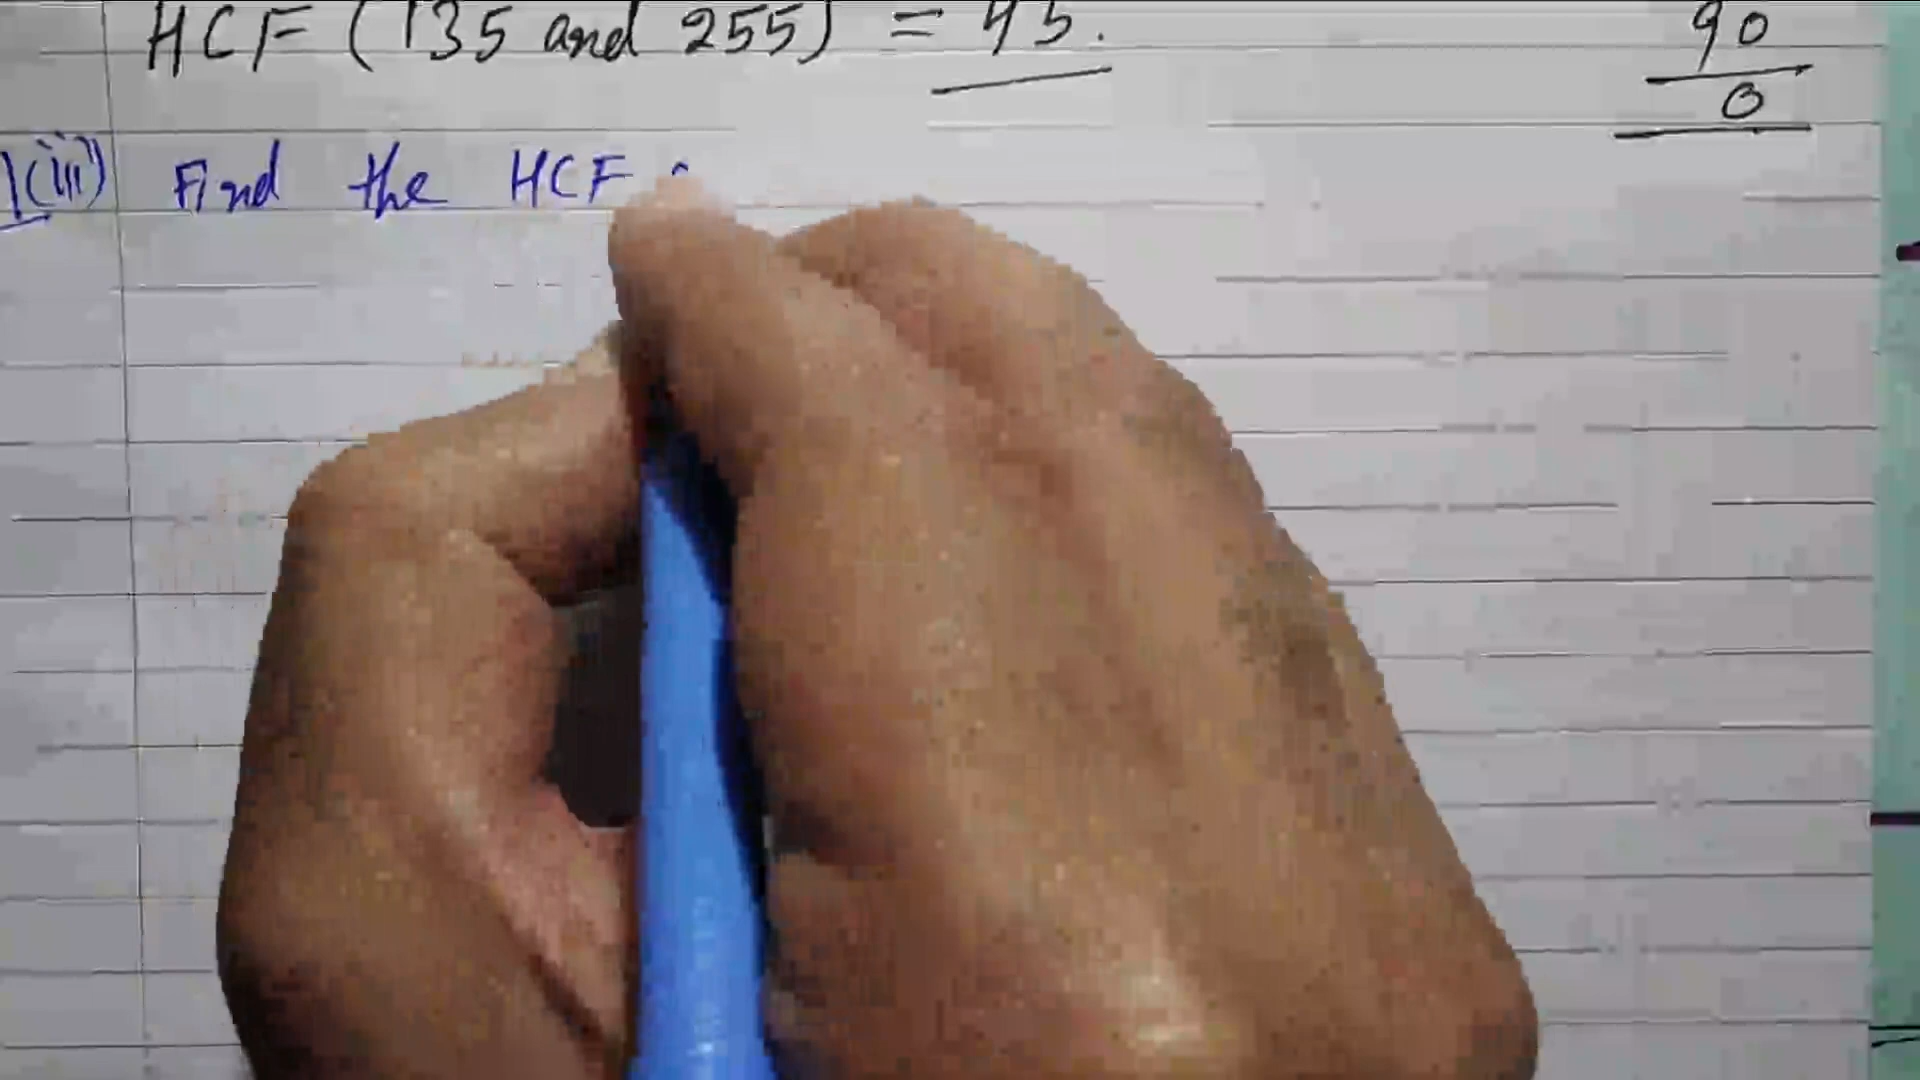 HCF (135 and 255) = 45.
90
0
1(iii) Find the HCF